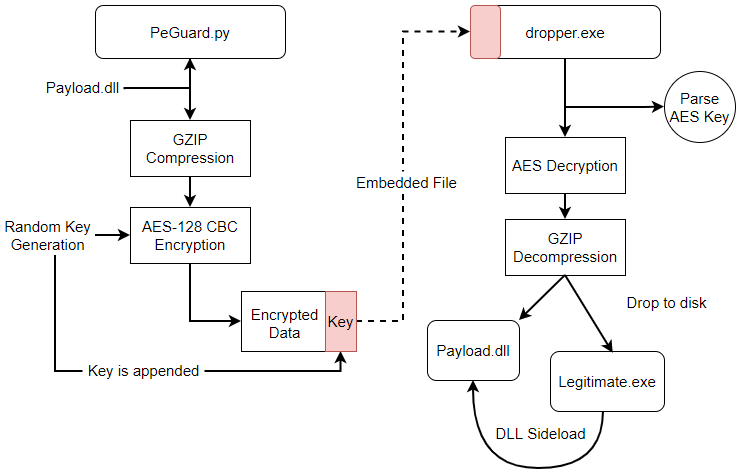 PeGuard.py
Payload.dll
GZIP
Compression
Random Key
Generation
AES-128 CBC
Encryption
Encrypted
Data
Key
Key is appended
Embedded File
dropper.exe
Parse
AES Key
AES Decryption
GZIP
Decompression
Drop to disk
Payload.dll
Legitimate.exe
DLL Sideload